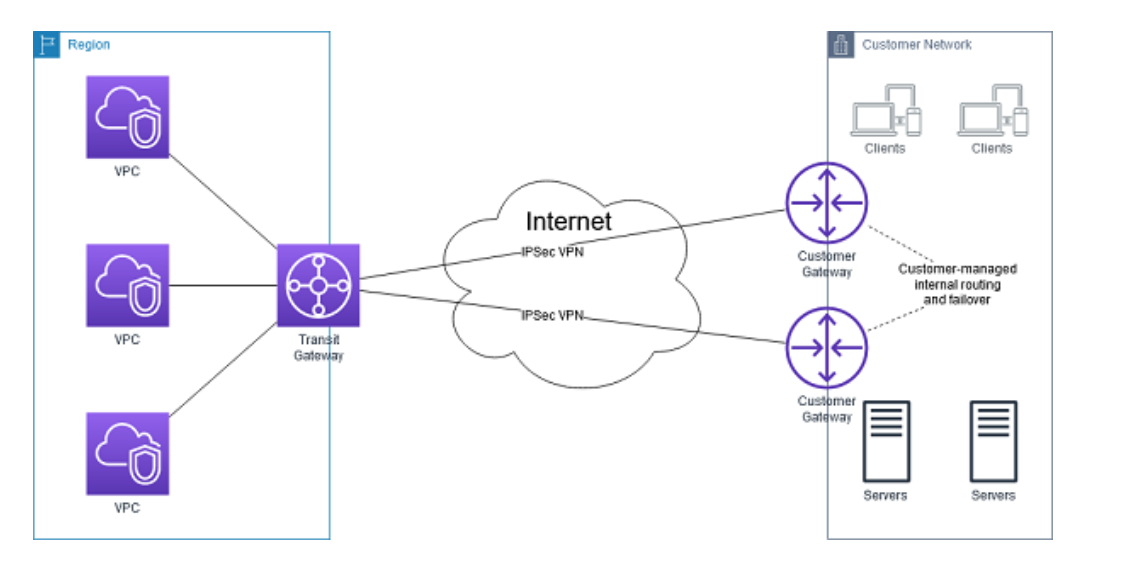 Region
VPC
VPC
VPC
Transit
Gateway
Internet
IPSec VPN
IPSec VPN
Customer Network
Clients
Clients
Customer
Gateway
Customer-managed
internal routing
and failover
Customer
Gateway
Servers
Servers